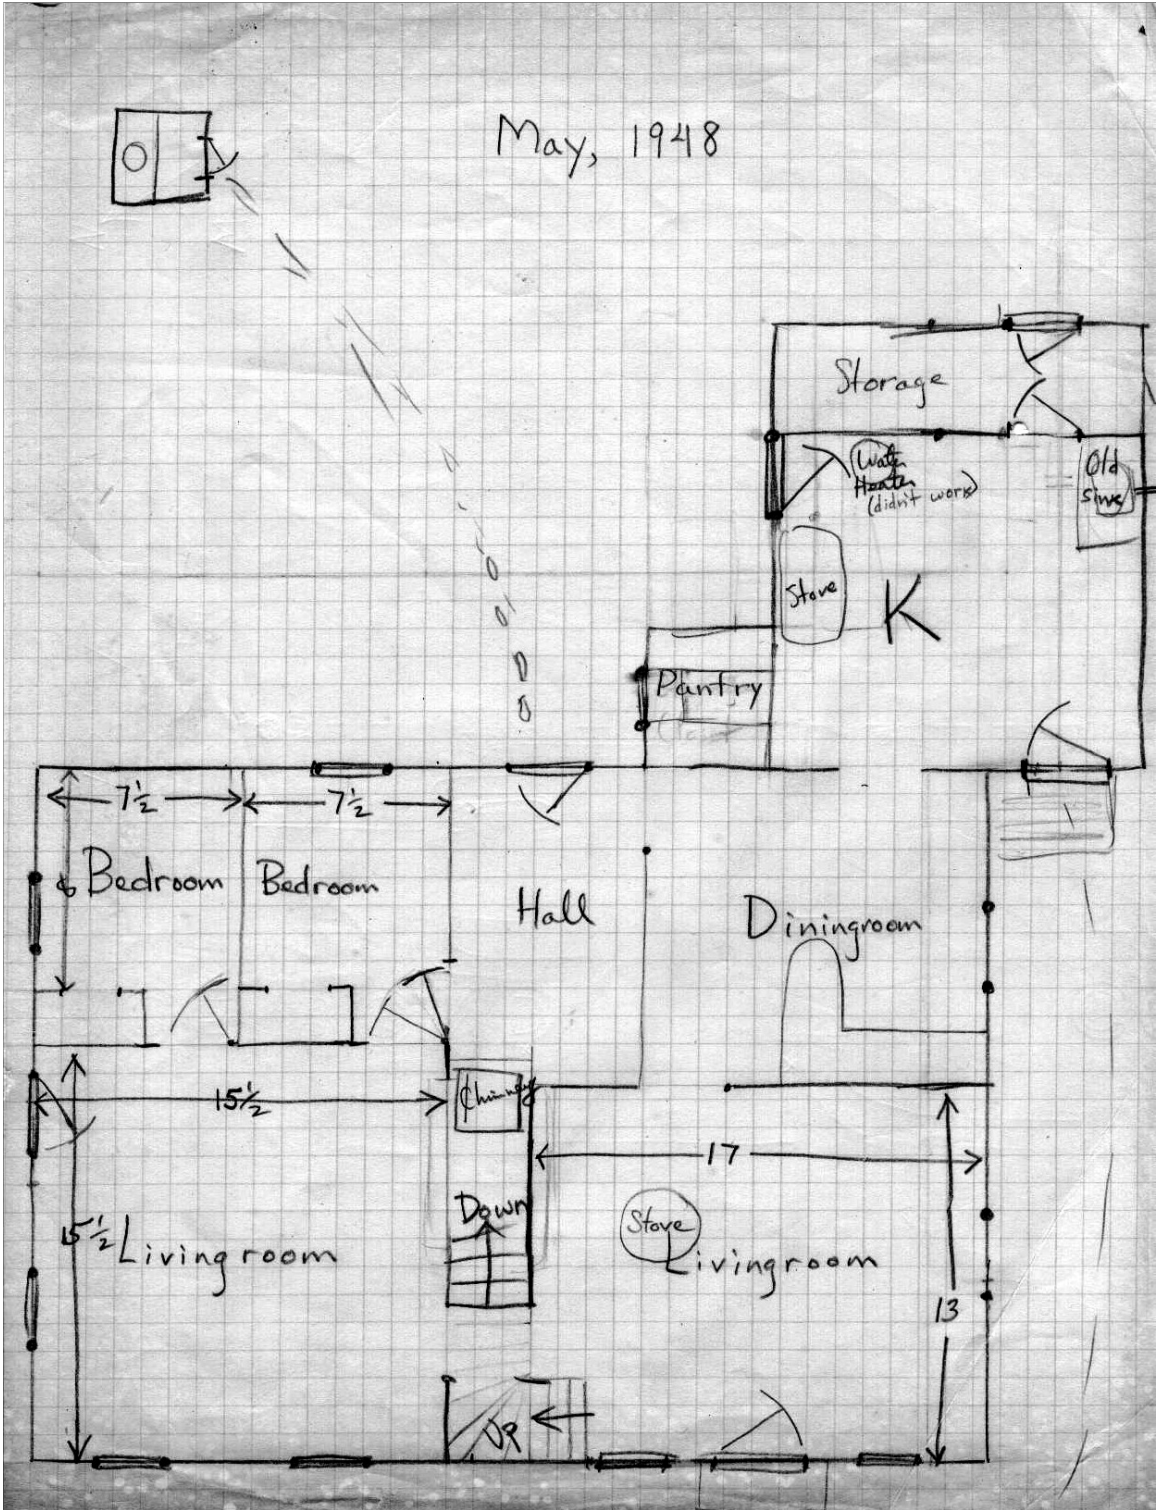 May, 1948
Storage
Water
Heater
(didn't work)
Old
sink
Stove
K
Pantry
7½
7½
6
Bedroom
Bedroom
Hall
Diningroom
15½
Chimney
17
Down
Stove
15½
Livingroom
Livingroom
13
UP